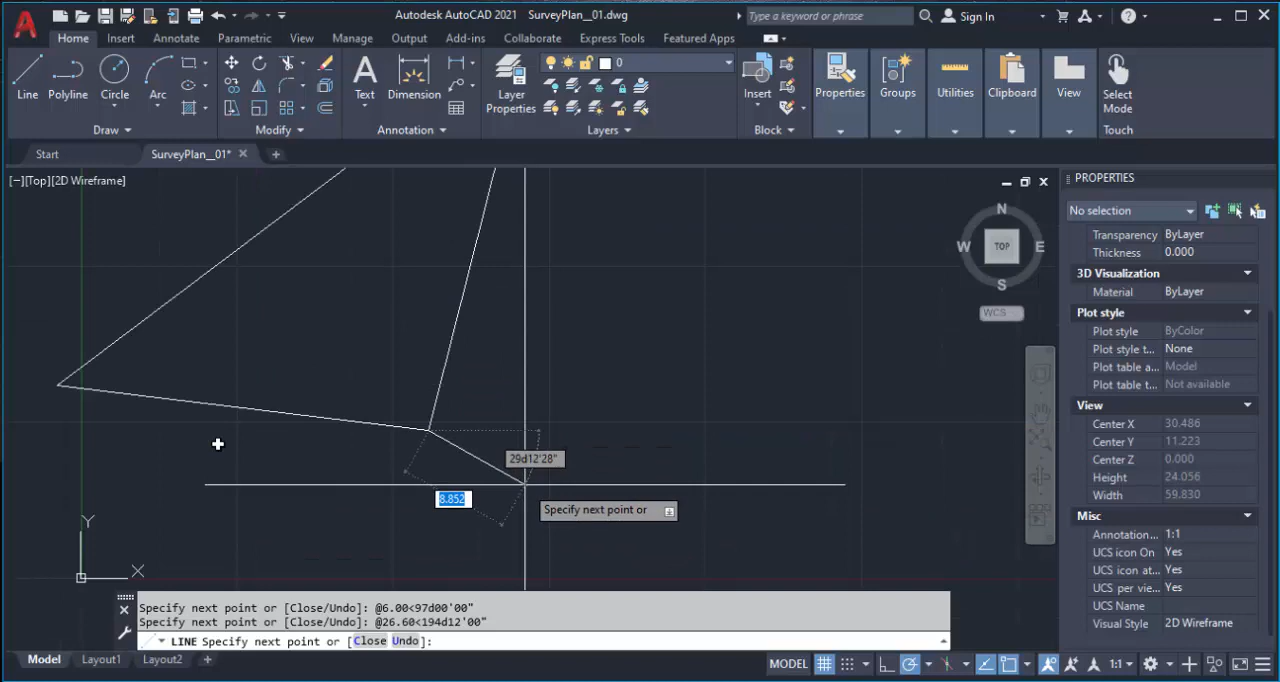 Autodesk AutoCAD 2021 SurveyPlan__01.dwg
Type a keyword or phrase
Sign In
Home Insert Annotate Parametric View Manage Output Add-ins Collaborate Express Tools Featured Apps
0
Line Polyline Circle Arc
Text Dimension
Layer
Properties
Insert
Properties Groups Utilities Clipboard View
Select
Mode
Draw Modify Annotation Layers Block Touch
Start SurveyPlan__01*
[−][Top][2D Wireframe]
N
W TOP E
S
WCS
29d12'28"
8.852
Specify next point or
Y
X
PROPERTIES
No selection
Transparency ByLayer
Thickness 0.000
3D Visualization
Material ByLayer
Plot style
Plot style ByColor
Plot style t... None
Plot table a... Model
Plot table t... Not available
View
Center X 30.486
Center Y 11.223
Center Z 0.000
Height 24.056
Width 59.830
Misc
Annotation... 1:1
UCS icon On Yes
UCS icon at... Yes
UCS per vie... Yes
UCS Name
Visual Style 2D Wireframe
Specify next point or [Close/Undo]: @6.00<97d00'00"
Specify next point or [Close/Undo]: @26.60<194d12'00"
LINE Specify next point or [Close Undo]:
Model Layout1 Layout2 +
MODEL 1:1